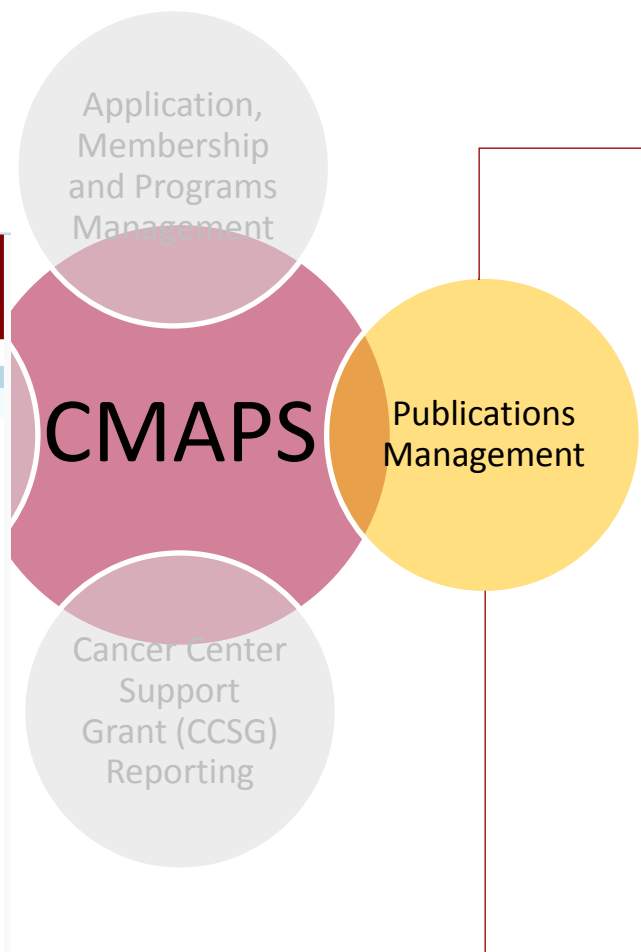 Application,
Membership
and Programs
Management
CMAPS
Publications
Management
Cancer Center
Support
Grant (CCSG)
Reporting